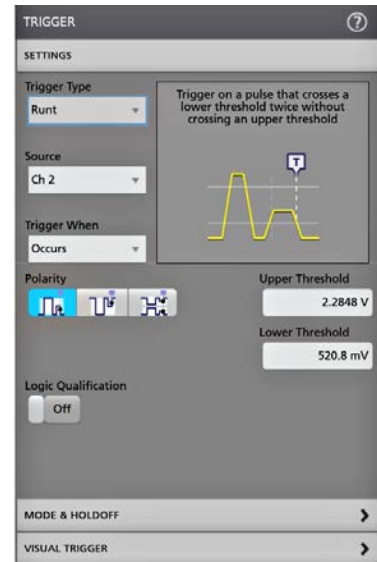 TRIGGER
?
SETTINGS
Trigger Type
Runt
Trigger on a pulse that crosses a
lower threshold twice without
crossing an upper threshold
T
Source
Ch 2
Trigger When
Occurs
Polarity
Upper Threshold
2.2848 V
Lower Threshold
520.8 mV
Logic Qualification
Off
MODE & HOLDOFF
VISUAL TRIGGER